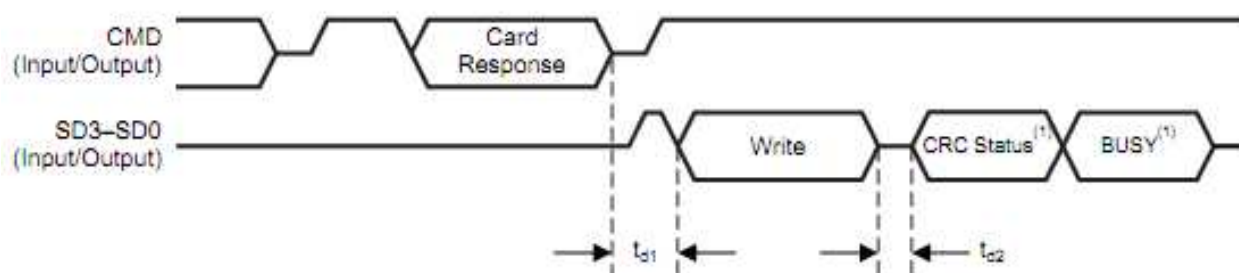 CMD
(Input/Output)
Card
Response
SD3–SD0
(Input/Output)
Write
CRC Status(1)
BUSY(1)
td1
td2